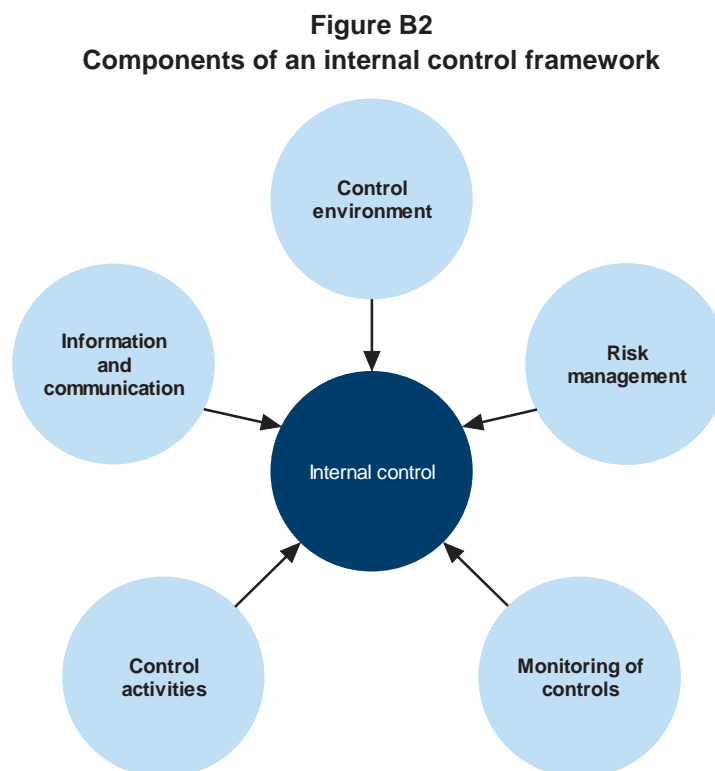 Figure B2
Components of an internal control framework
Control
environment
Information
and
communication
Risk
management
Internal control
Control
activities
Monitoring of
controls